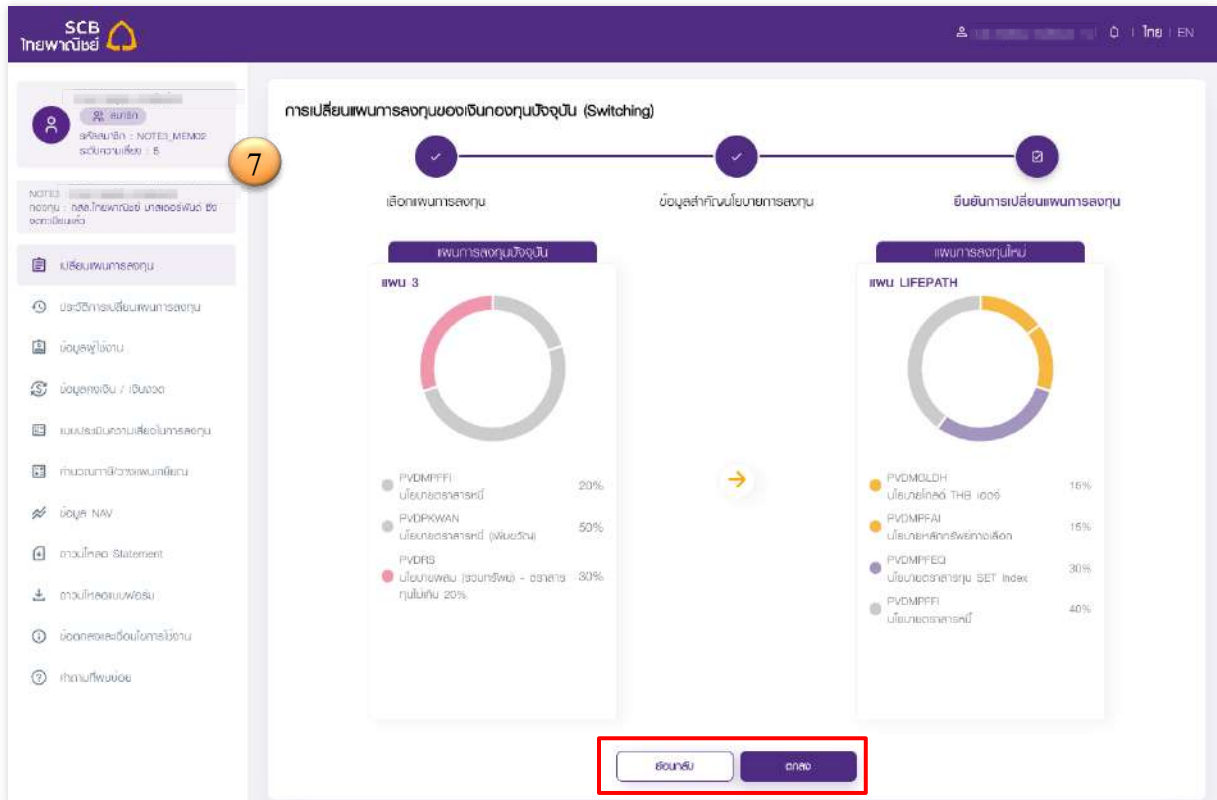 SCB
ไทยพาณิชย์
ไทย | EN
สมาชิก
รหัสสมาชิก : NOTE3_MEM02
ระดับความเสี่ยง : 5
7
NOTE3
กองทุน : กสล.ไทยพาณิชย์ มาสเตอร์ฟันด์ ซึ่ง
จดทะเบียนแล้ว
เปลี่ยนแผนการลงทุน
ประวัติการเปลี่ยนแผนการลงทุน
ข้อมูลผู้ใช้งาน
ข้อมูลกองเงิน / เงินงวด
แบบประเมินความเสี่ยงในการลงทุน
คำนวณภาษี/วางแผนเกษียณ
ข้อมูล NAV
ดาวน์โหลด Statement
ดาวน์โหลดแบบฟอร์ม
ข้อตกลงและเงื่อนไขการใช้งาน
คำถามที่พบบ่อย
การเปลี่ยนแผนการลงทุนของเงินกองทุนปัจจุบัน (Switching)
เลือกแผนการลงทุน
ข้อมูลสำคัญนโยบายการลงทุน
ยืนยันการเปลี่ยนแผนการลงทุน
แผนการลงทุนปัจจุบัน
แผน 3
PVDMPFFI
นโยบายตราสารหนี้
20%
PVDPKWAN
นโยบายตราสารหนี้ (เพิ่มขวัญ)
50%
PVDRS
นโยบายผสม (รวมทรัพย์) - ตราสาร
ทุนไม่เกิน 20%
30%
แผนการลงทุนใหม่
แผน LIFEPATH
PVDMGLDH
นโยบายโกลด์ THB เฮดจ์
15%
PVDMPFAI
นโยบายหลักทรัพย์ทางเลือก
15%
PVDMPFEQ
นโยบายตราสารทุน SET Index
30%
PVDMPFFI
นโยบายตราสารหนี้
40%
ย้อนกลับ
ตกลง